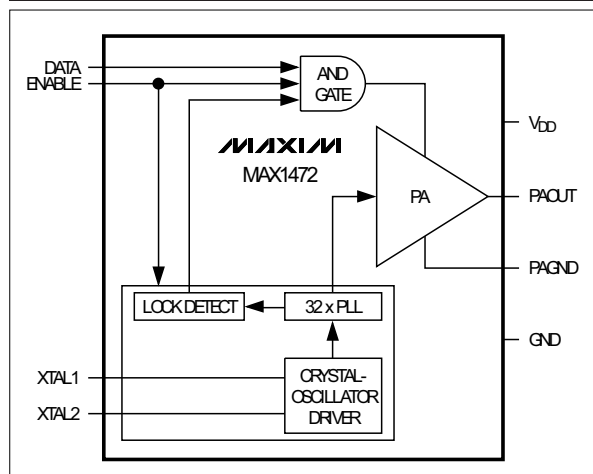 DATA
ENABLE
AND
GATE
VDD
MAXIM
MAX1472
PA
PAOUT
PAGND
LOCK DETECT
32 x PLL
GND
XTAL1
CRYSTAL-
OSCILLATOR
DRIVER
XTAL2